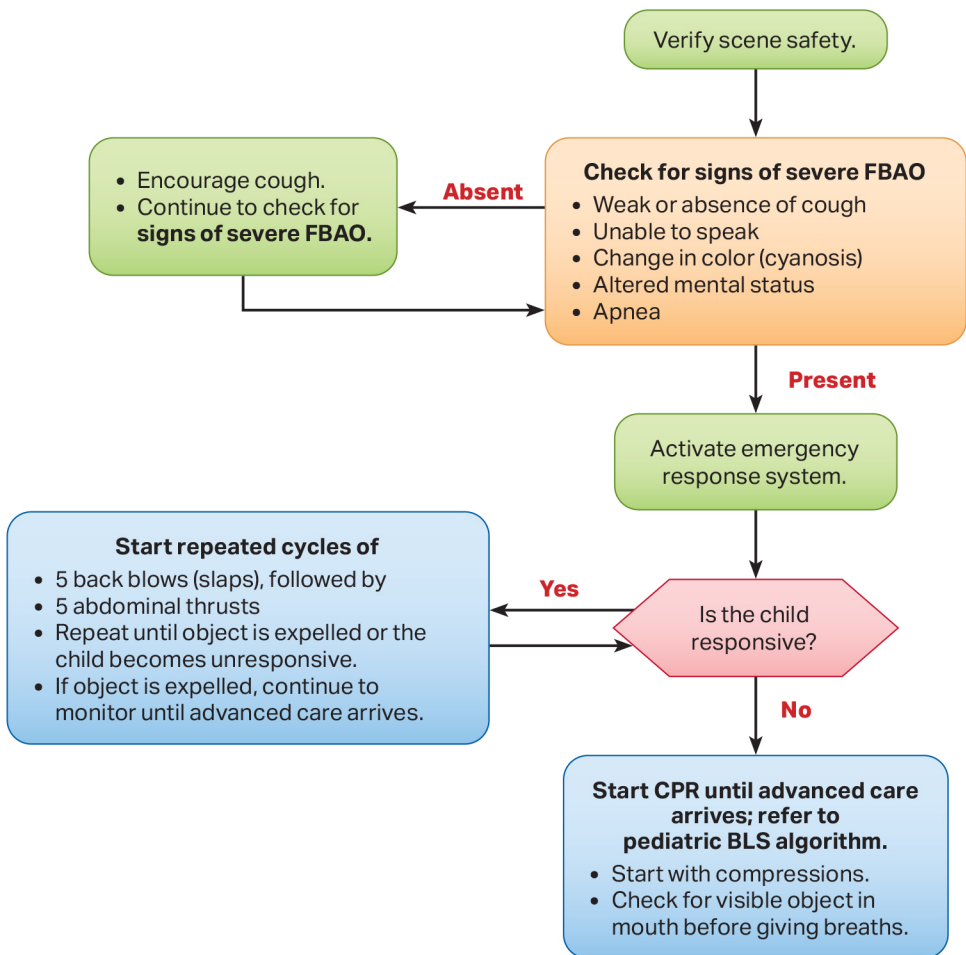 Verify scene safety.
Check for signs of severe FBAO
• Weak or absence of cough
• Unable to speak
• Change in color (cyanosis)
• Altered mental status
• Apnea
Absent
• Encourage cough.
• Continue to check for
signs of severe FBAO.
Present
Activate emergency
response system.
Is the child
responsive?
Yes
Start repeated cycles of
• 5 back blows (slaps), followed by
• 5 abdominal thrusts
• Repeat until object is expelled or the
child becomes unresponsive.
• If object is expelled, continue to
monitor until advanced care arrives.
No
Start CPR until advanced care
arrives; refer to
pediatric BLS algorithm.
• Start with compressions.
• Check for visible object in
mouth before giving breaths.